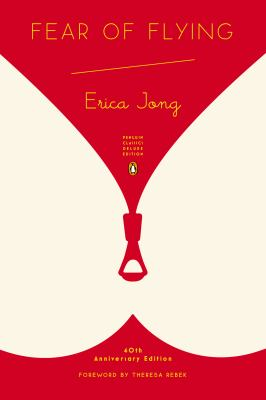 FEAR OF FLYING
Erica Jong
PENGUIN
CLASSICS
DELUXE
EDITION
40th
Anniversary Edition
FOREWORD BY THERESA REBEK